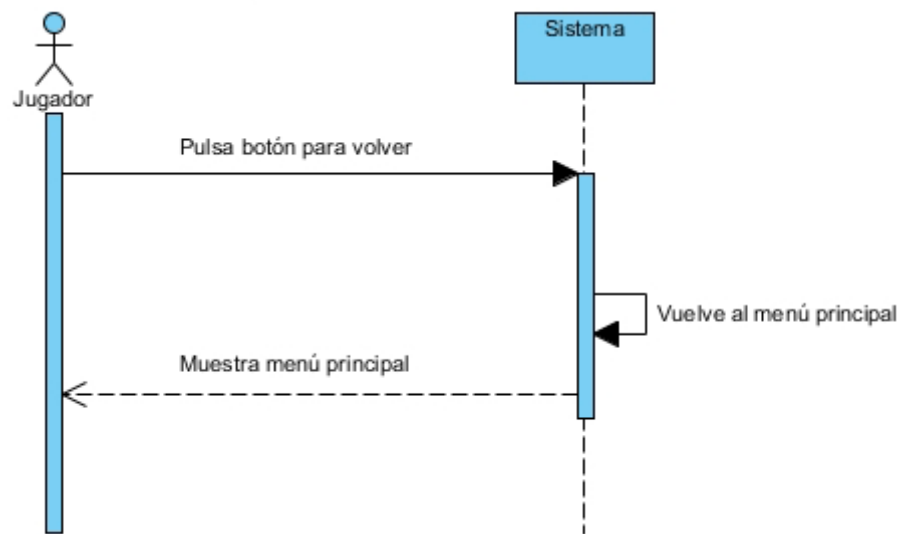 Sistema
Jugador
Pulsa botón para volver
Vuelve al menú principal
Muestra menú principal